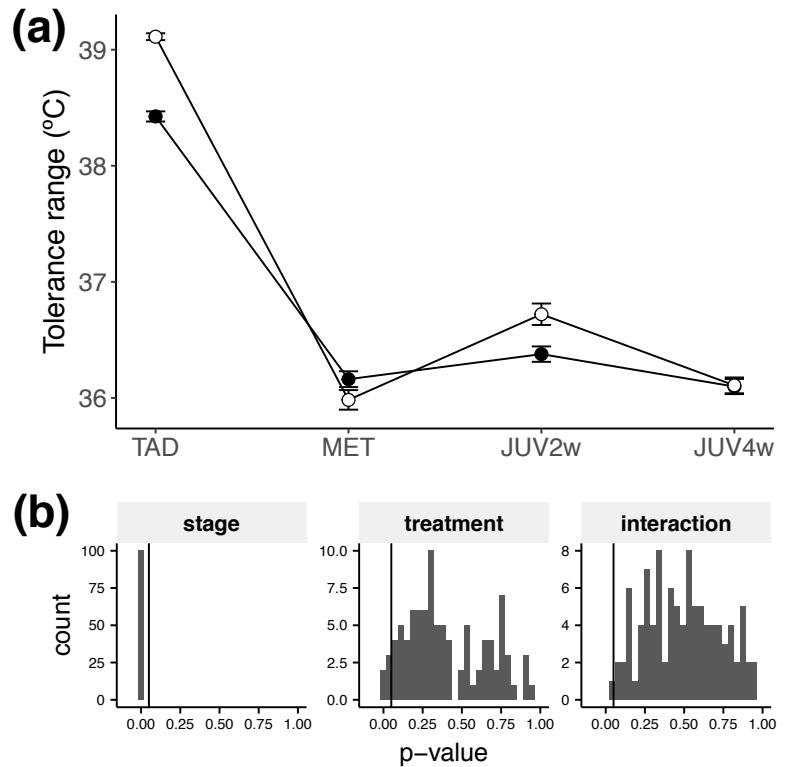 (a)
Tolerance range (ºC)
39
38
37
36
TAD MET JUV2w JUV4w
(b)
stage treatment interaction
count
100
75
50
25
0
10.0
7.5
5.0
2.5
0.0
8
6
4
2
0
0.00 0.25 0.50 0.75 1.00 0.00 0.25 0.50 0.75 1.00 0.00 0.25 0.50 0.75 1.00
p−value